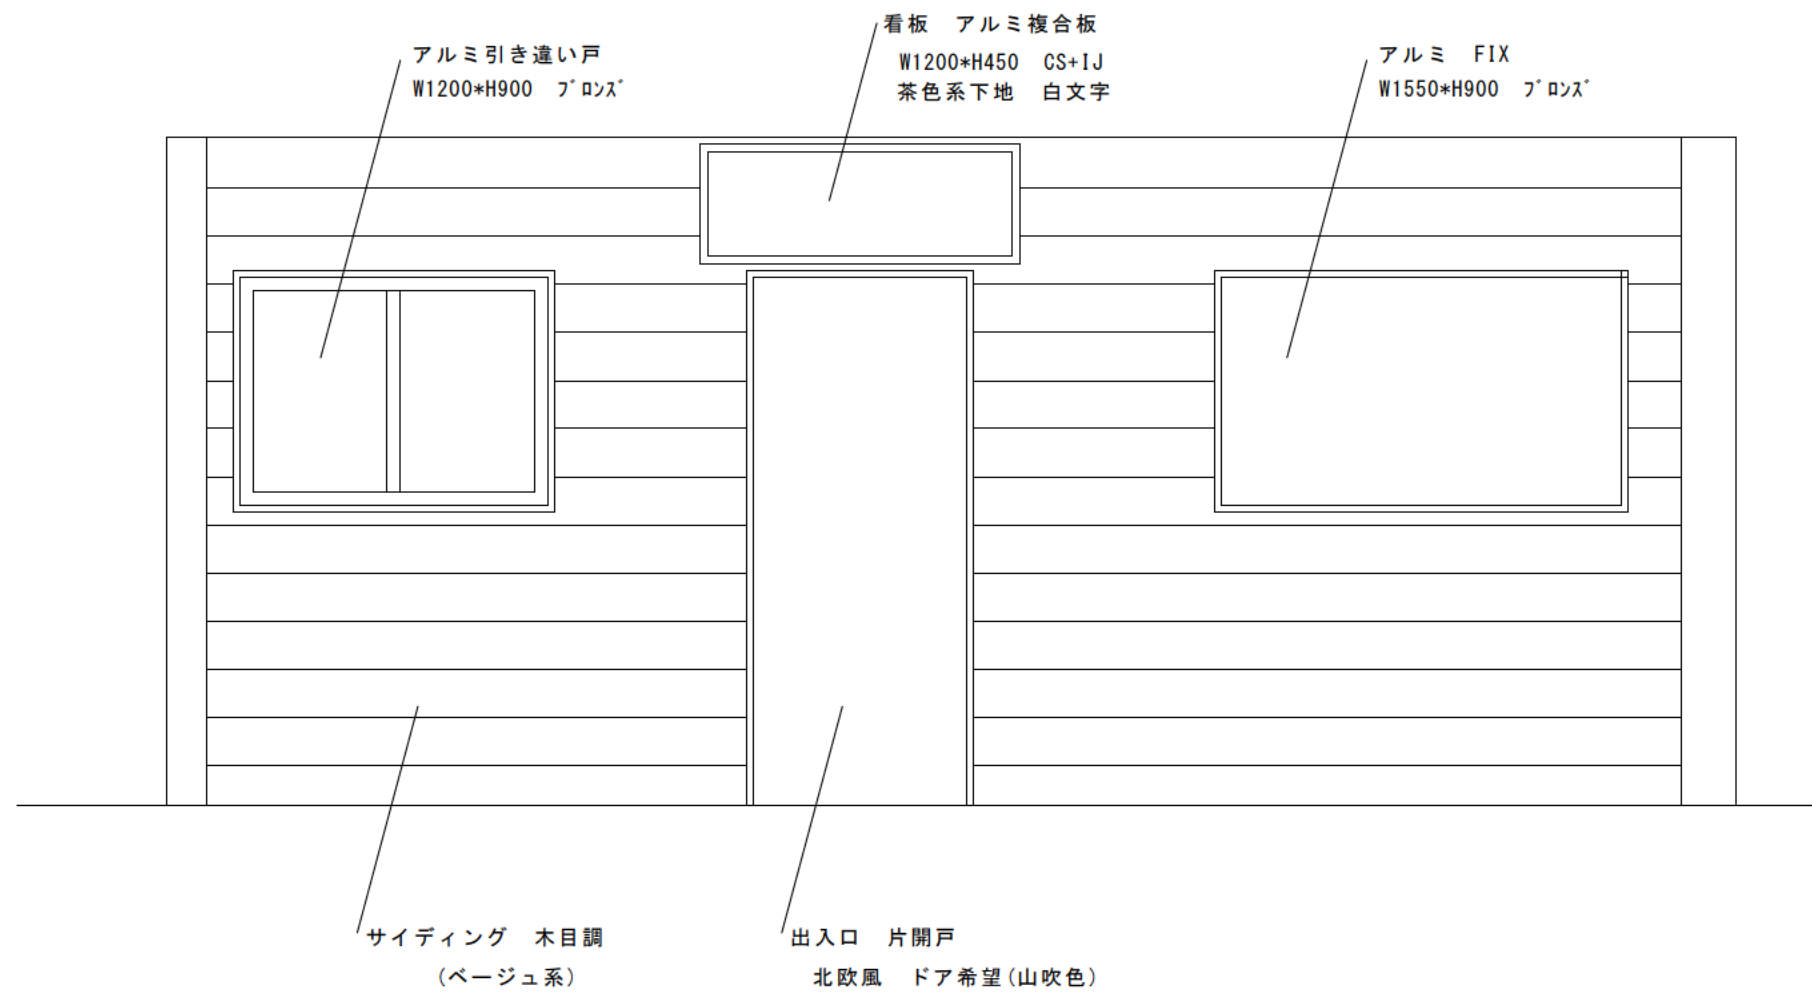 看板　アルミ複合板
W1200*H450　CS+IJ
茶色系下地　白文字
アルミ引き違い戸
W1200*H900　ﾌﾞﾛﾝｽﾞ
アルミ　FIX
W1550*H900　ﾌﾞﾛﾝｽﾞ
サイディング　木目調
(ベージュ系)
出入口　片開戸
北欧風　ドア希望(山吹色)